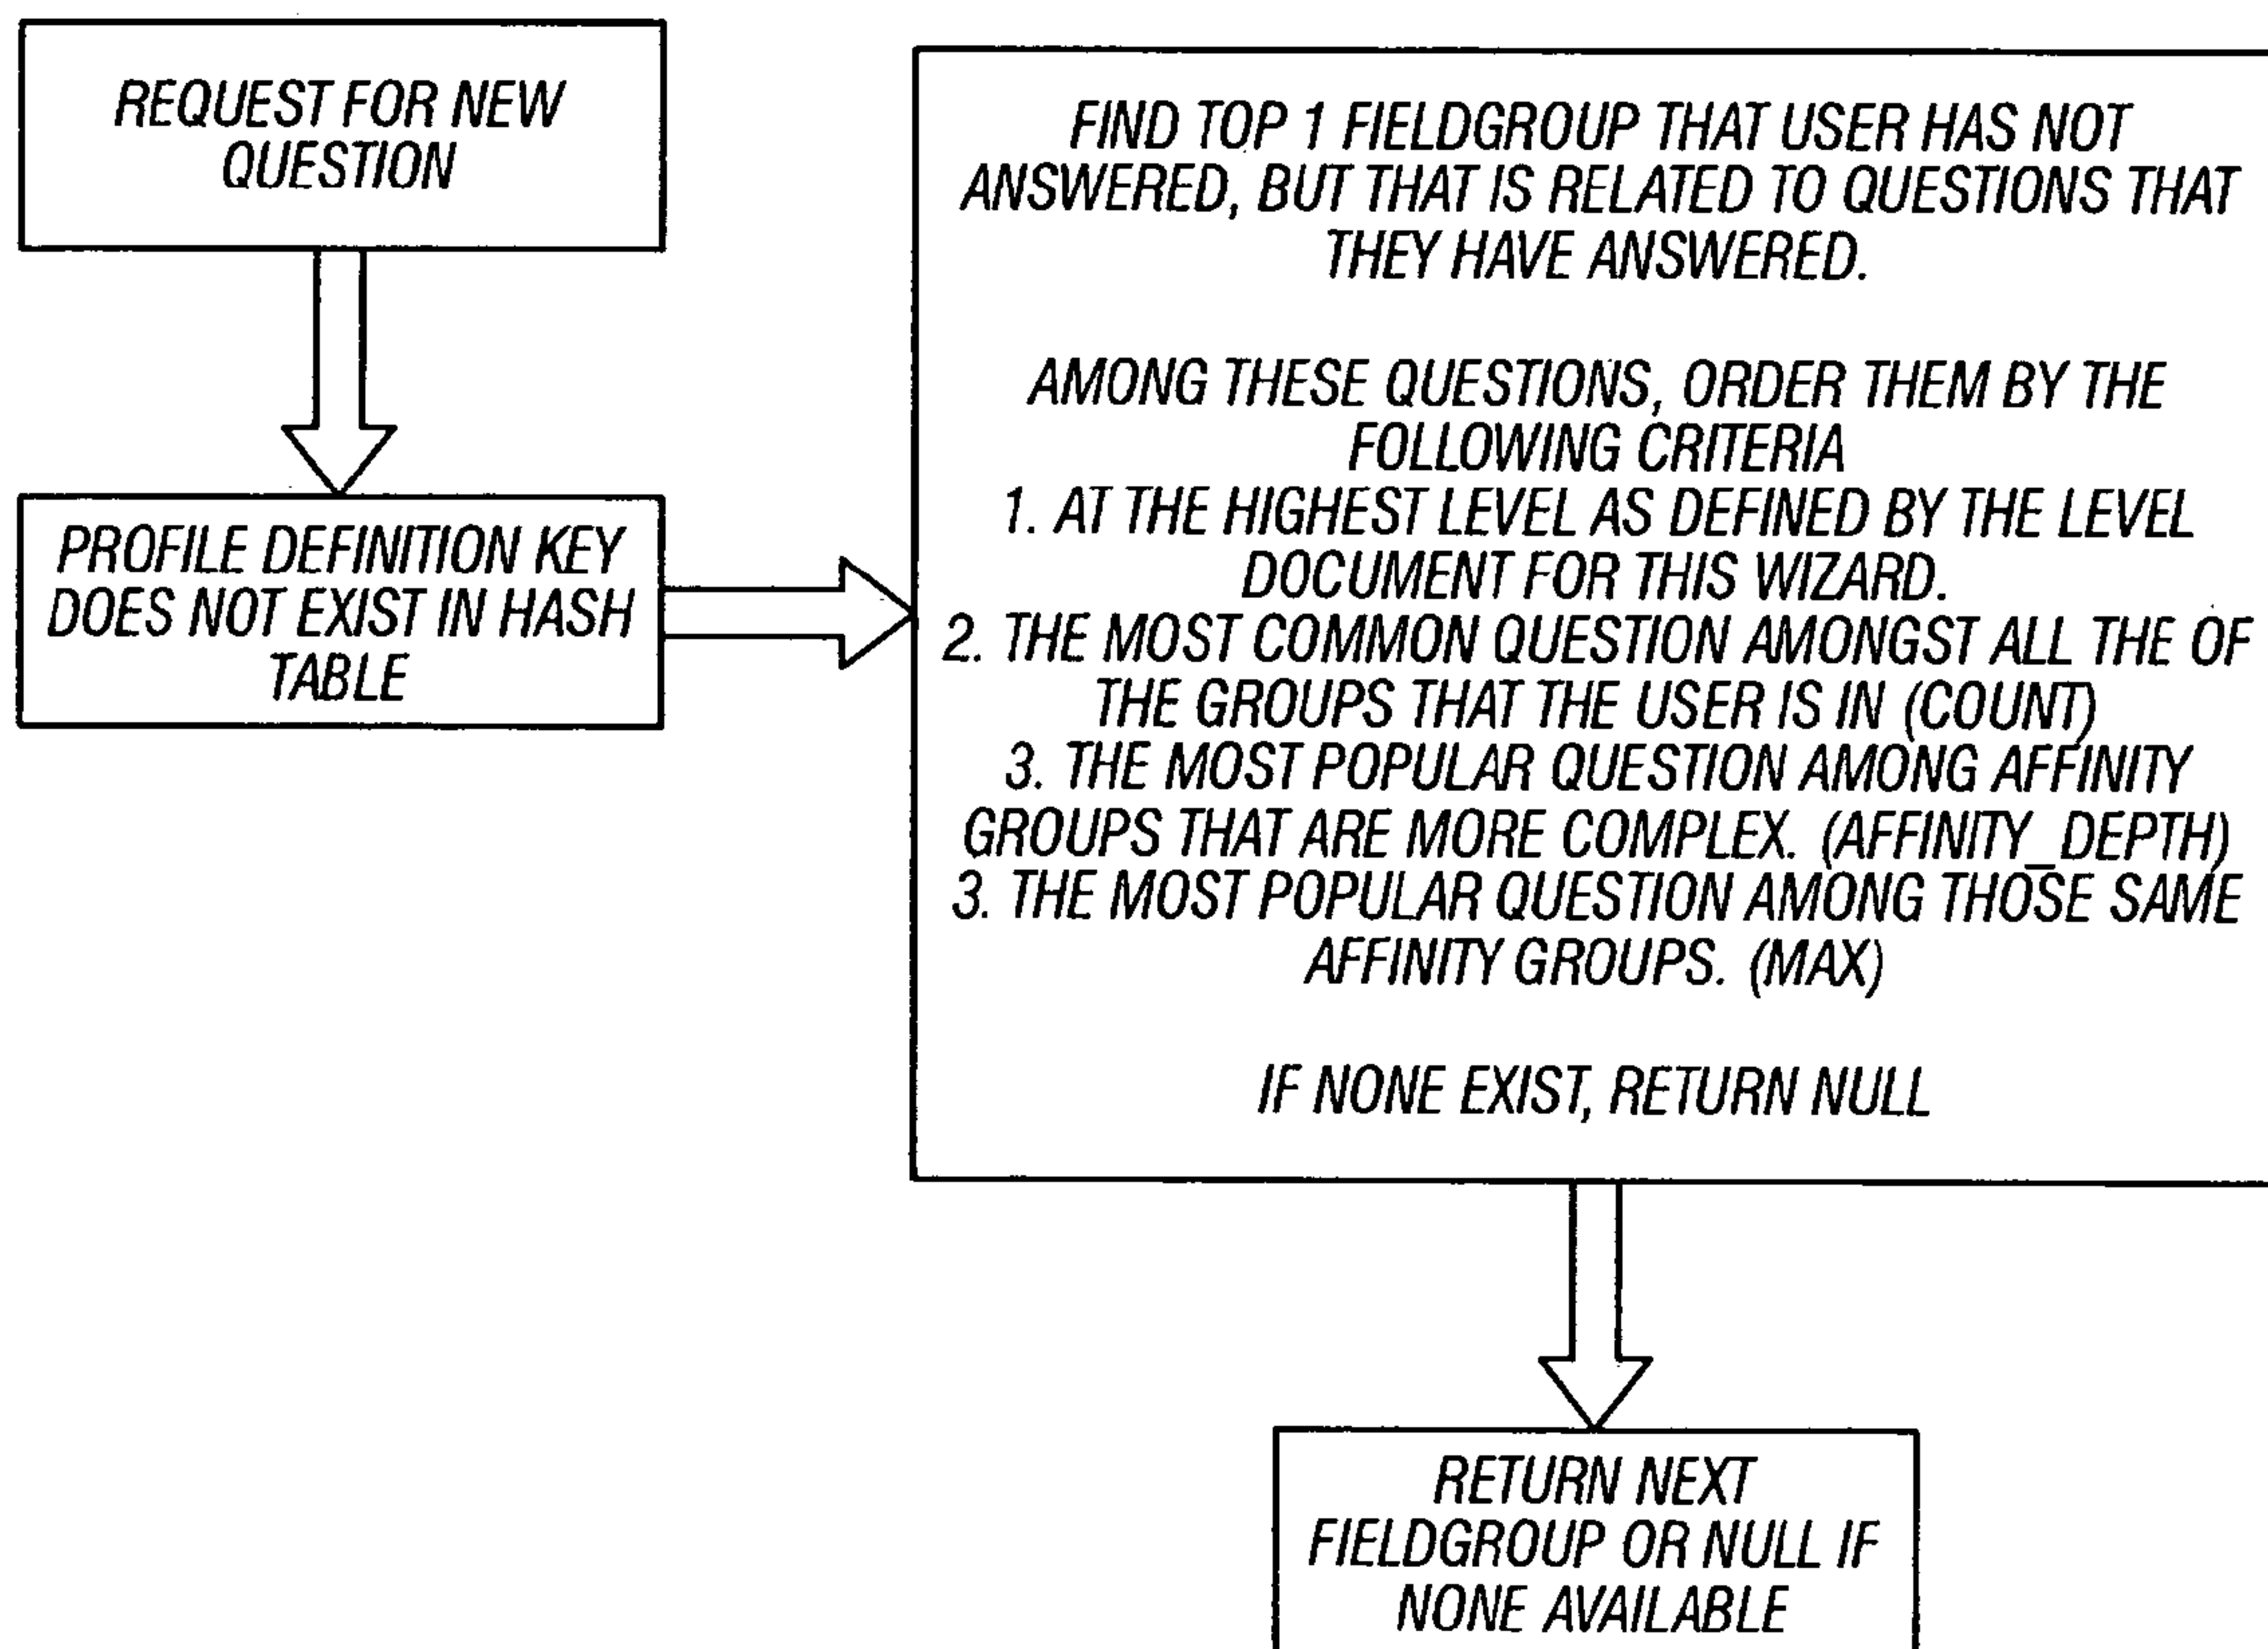 REQUEST FOR NEW
QUESTION
PROFILE DEFINITION KEY
DOES NOT EXIST IN HASH
TABLE
FIND TOP 1 FIELDGROUP THAT USER HAS NOT
ANSWERED, BUT THAT IS RELATED TO QUESTIONS THAT
THEY HAVE ANSWERED.
AMONG THESE QUESTIONS, ORDER THEM BY THE
FOLLOWING CRITERIA
1. AT THE HIGHEST LEVEL AS DEFINED BY THE LEVEL
DOCUMENT FOR THIS WIZARD.
2. THE MOST COMMON QUESTION AMONGST ALL THE OF
THE GROUPS THAT THE USER IS IN (COUNT)
3. THE MOST POPULAR QUESTION AMONG AFFINITY
GROUPS THAT ARE MORE COMPLEX. (AFFINITY_DEPTH)
3. THE MOST POPULAR QUESTION AMONG THOSE SAME
AFFINITY GROUPS. (MAX)
IF NONE EXIST, RETURN NULL
RETURN NEXT
FIELDGROUP OR NULL IF
NONE AVAILABLE